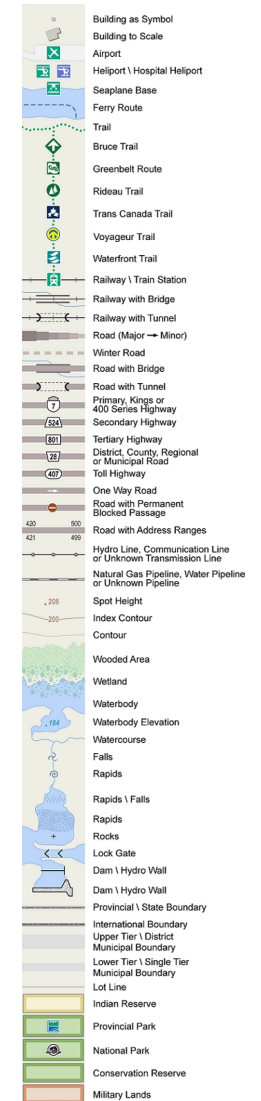 Building as Symbol
Building to Scale
Airport
Heliport \ Hospital Heliport
Seaplane Base
Ferry Route
Trail
Bruce Trail
Greenbelt Route
Rideau Trail
Trans Canada Trail
Voyageur Trail
Waterfront Trail
Railway \ Train Station
Railway with Bridge
Railway with Tunnel
Road (Major → Minor)
Winter Road
Road with Bridge
Road with Tunnel
7 Primary, Kings or
400 Series Highway
524 Secondary Highway
801 Tertiary Highway
28 District, County, Regional
or Municipal Road
407 Toll Highway
One Way Road
Road with Permanent
Blocked Passage
420 500
Road with Address Ranges
421 499
Hydro Line, Communication Line
or Unknown Transmission Line
Natural Gas Pipeline, Water Pipeline
or Unknown Pipeline
.208 Spot Height
200 Index Contour
Contour
Wooded Area
Wetland
Waterbody
.184 Waterbody Elevation
Watercourse
Falls
Rapids
Rapids \ Falls
Rapids
Rocks
Lock Gate
Dam \ Hydro Wall
Dam \ Hydro Wall
Provincial \ State Boundary
International Boundary
Upper Tier \ District
Municipal Boundary
Lower Tier \ Single Tier
Municipal Boundary
Lot Line
Indian Reserve
Provincial Park
National Park
Conservation Reserve
Military Lands